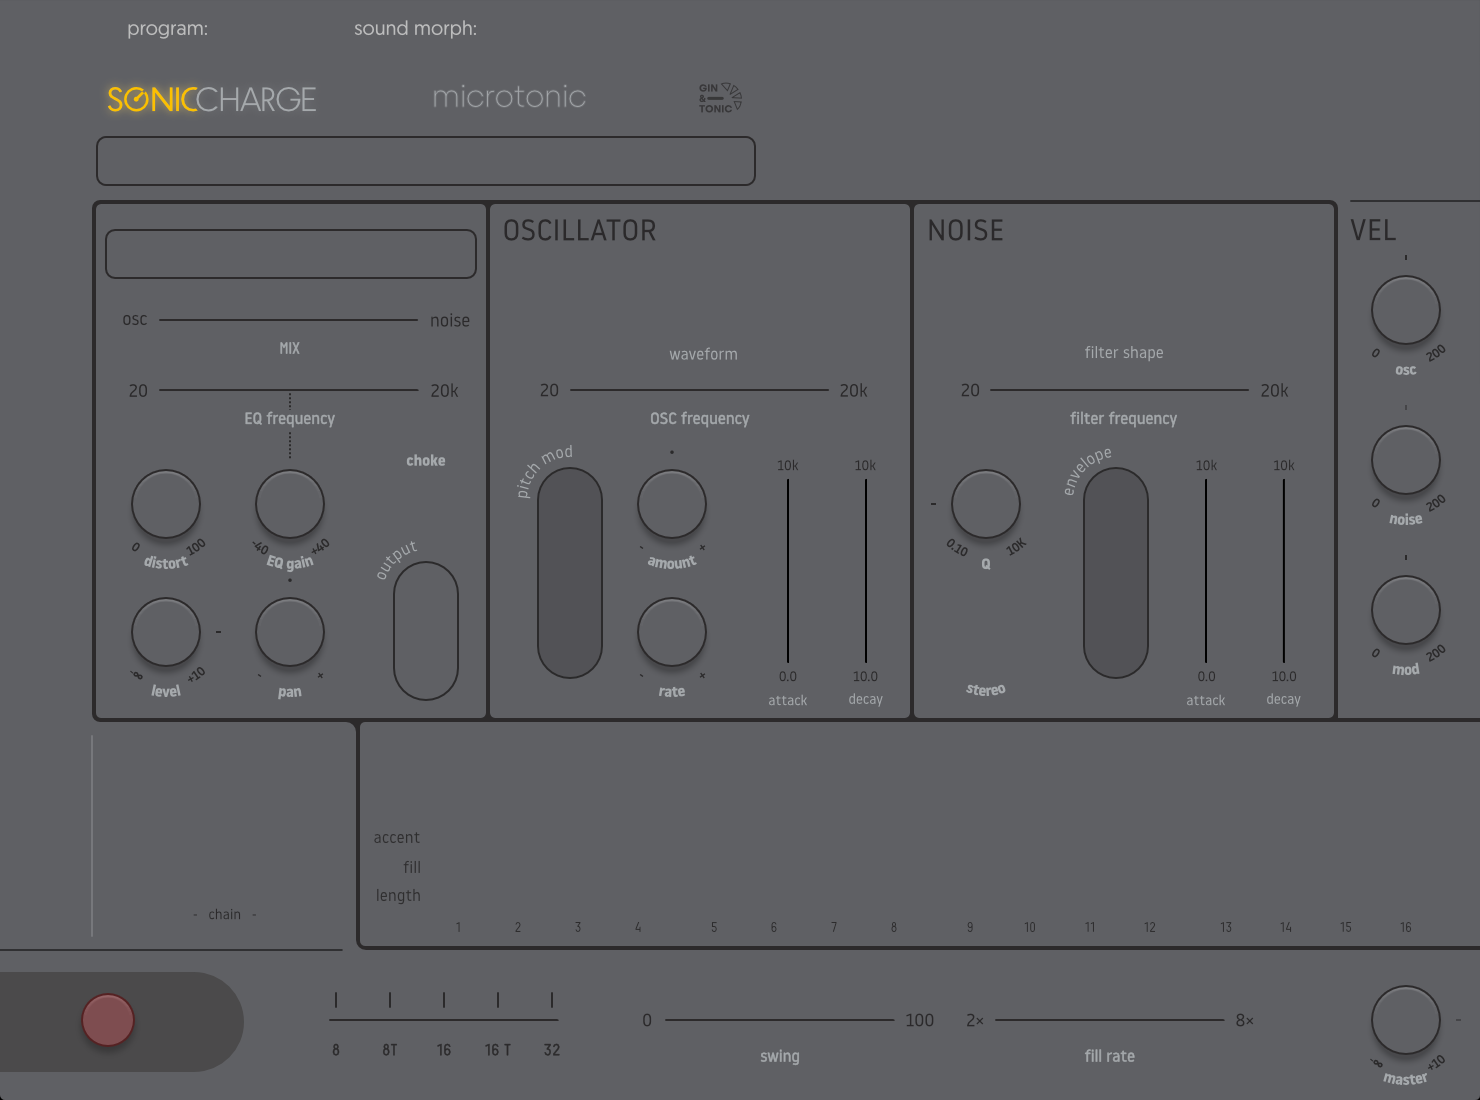 program: sound morph:
SONICCHARGE microtonic GIN & TONIC
OSCILLATOR NOISE VEL
osc noise
MIX
waveform filter shape
0 200
osc
20 20k 20 20k 20 20k
EQ frequency OSC frequency filter frequency
choke
pitch mod envelope
10k 10k 10k 10k
0 200
noise
0 100 -40 +40 - + 0.10 10K
distort EQ gain amount Q
output
-∞ +10 - + - + 0.0 10.0 0.0 10.0
0 200
mod
level pan rate attack decay stereo attack decay
accent
fill
length
- chain -
1 2 3 4 5 6 7 8 9 10 11 12 13 14 15 16
0 100 2× 8×
8 8T 16 16 T 32
swing fill rate
-∞ +10
master